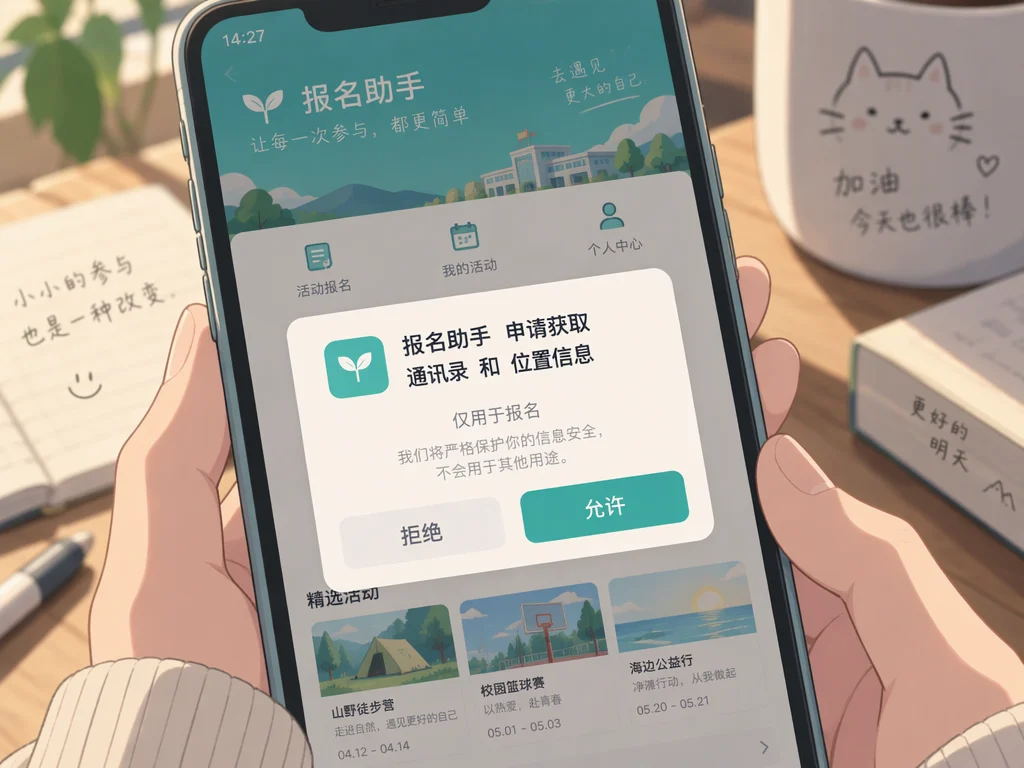 14:27
报名助手
让每一次参与，都更简单
去遇见
更大的自己
活动报名
我的活动
个人中心
报名助手 申请获取
通讯录 和 位置信息
仅用于报名
我们将严格保护你的信息安全，
不会用于其他用途。
拒绝
允许
精选活动
山野徒步营
走进自然，遇见更好的自己
04.12 - 04.14
校园篮球赛
以热爱，赴青春
05.01 - 05.03
海边公益行
净滩行动，从我做起
05.20 - 05.21
小小的参与
也是一种改变.
加油
今天也很棒！
更好的
明天